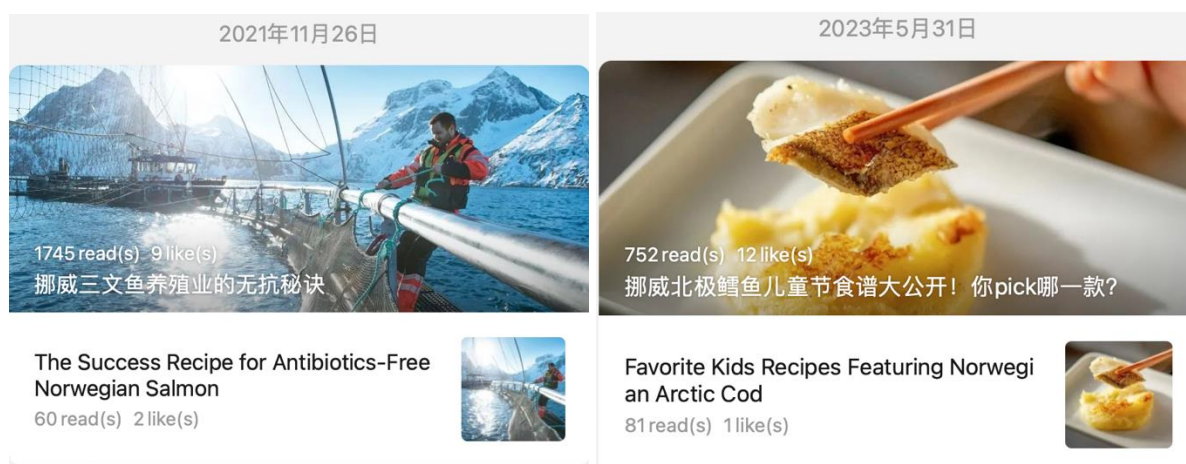 2021年11月26日
1745 read(s) 9 like(s)
挪威三文鱼养殖业的无抗秘诀
The Success Recipe for Antibiotics-Free
Norwegian Salmon
60 read(s) 2 like(s)
2023年5月31日
752 read(s) 12 like(s)
挪威北极鳕鱼儿童节食谱大公开！你pick哪一款?
Favorite Kids Recipes Featuring Norwegi
an Arctic Cod
81 read(s) 1 like(s)